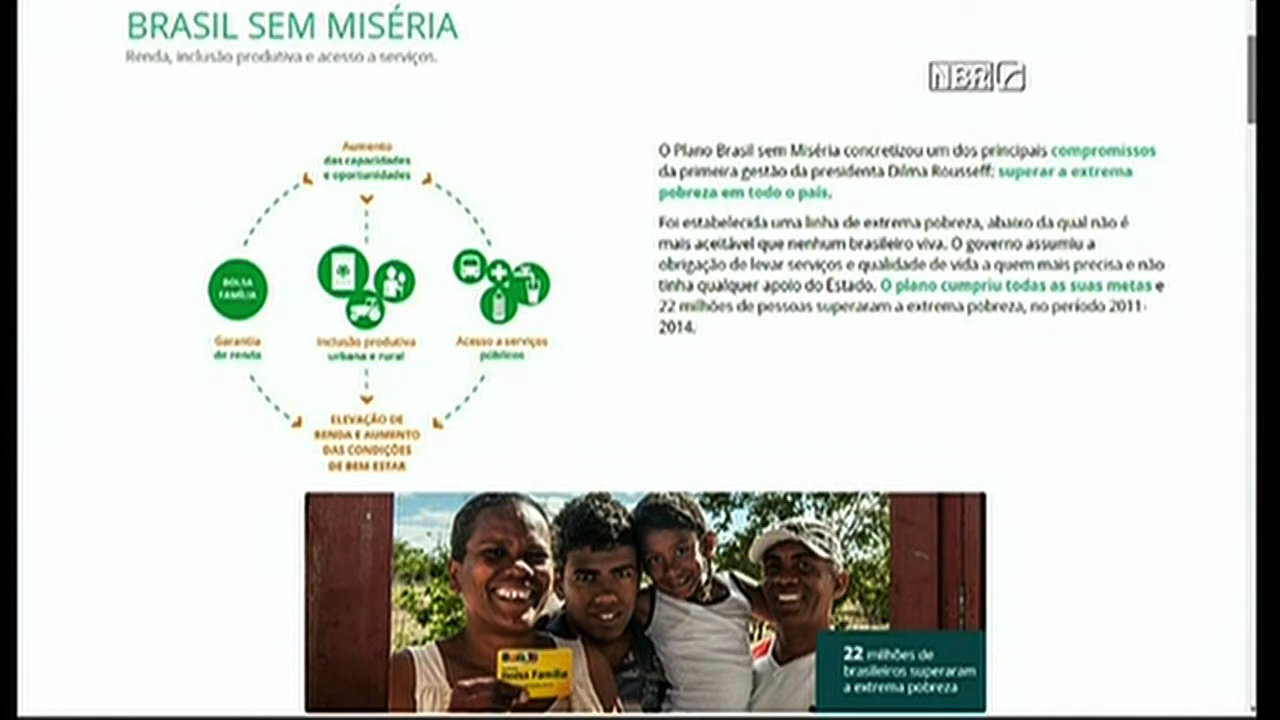 BRASIL SEM MISÉRIA
Renda, inclusão produtiva e acesso a serviços.
NBR
Aumento
das capacidades
e oportunidades
BOLSA
FAMÍLIA
Garantia
de renda
Inclusão produtiva
urbana e rural
Acesso a serviços
públicos
ELEVAÇÃO DE
RENDA E AUMENTO
DAS CONDIÇÕES
DE BEM ESTAR
O Plano Brasil sem Miséria concretizou um dos principais compromissos
da primeira gestão da presidenta Dilma Rousseff: superar a extrema
pobreza em todo o país.
Foi estabelecida uma linha de extrema pobreza, abaixo da qual não é
mais aceitável que nenhum brasileiro viva. O governo assumiu a
obrigação de levar serviços e qualidade de vida a quem mais precisa e não
tinha qualquer apoio do Estado. O plano cumpriu todas as suas metas e
22 milhões de pessoas superaram a extrema pobreza, no período 2011-
2014.
Bolsa Família
22 milhões de
brasileiros superaram
a extrema pobreza